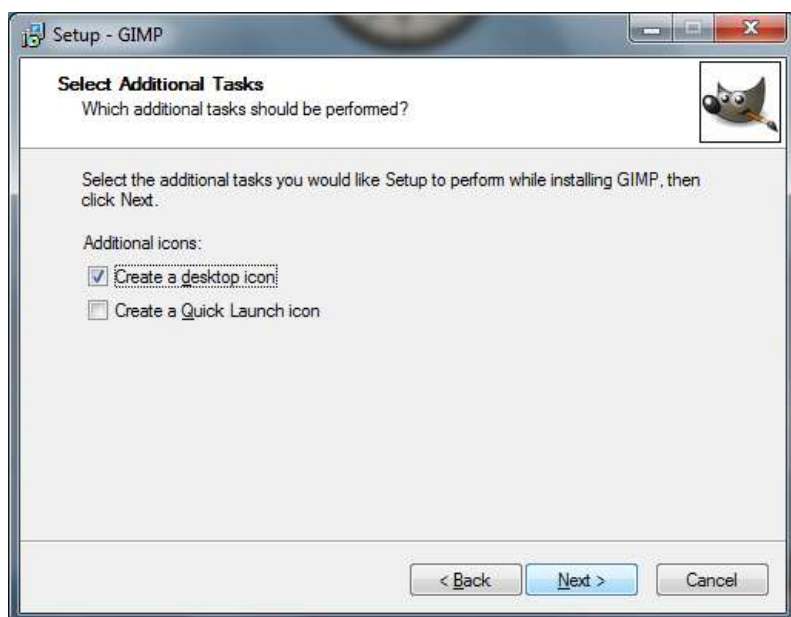 Setup - GIMP
Select Additional Tasks
Which additional tasks should be performed?
Select the additional tasks you would like Setup to perform while installing GIMP, then
click Next.
Additional icons:
Create a desktop icon
Create a Quick Launch icon
< Back Next > Cancel